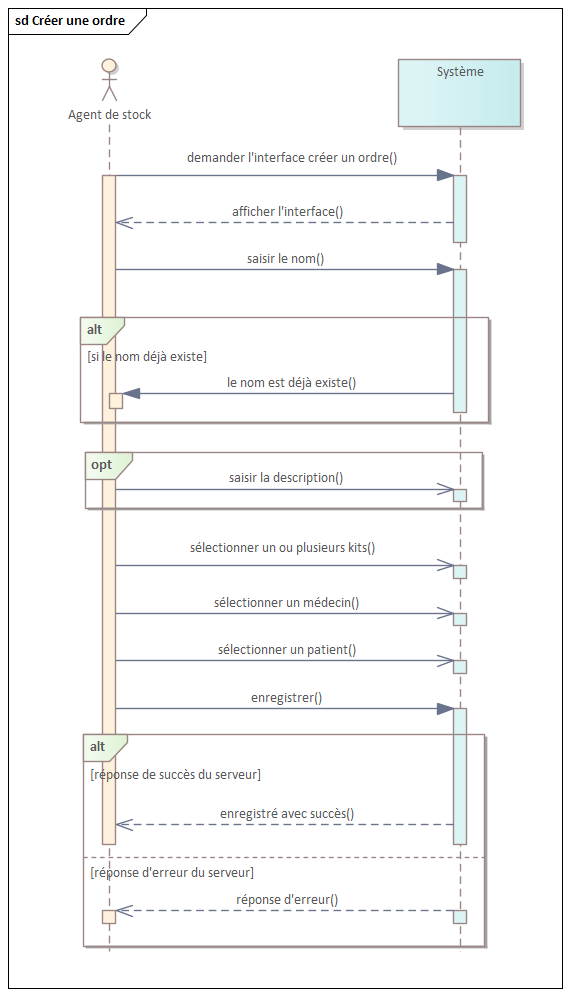 sd Créer une ordre
Système
Agent de stock
demander l'interface créer un ordre()
afficher l'interface()
saisir le nom()
alt
[si le nom déjà existe]
le nom est déjà existe()
opt
saisir la description()
sélectionner un ou plusieurs kits()
sélectionner un médecin()
sélectionner un patient()
enregistrer()
alt
[réponse de succès du serveur]
enregistré avec succès()
[réponse d'erreur du serveur]
réponse d'erreur()